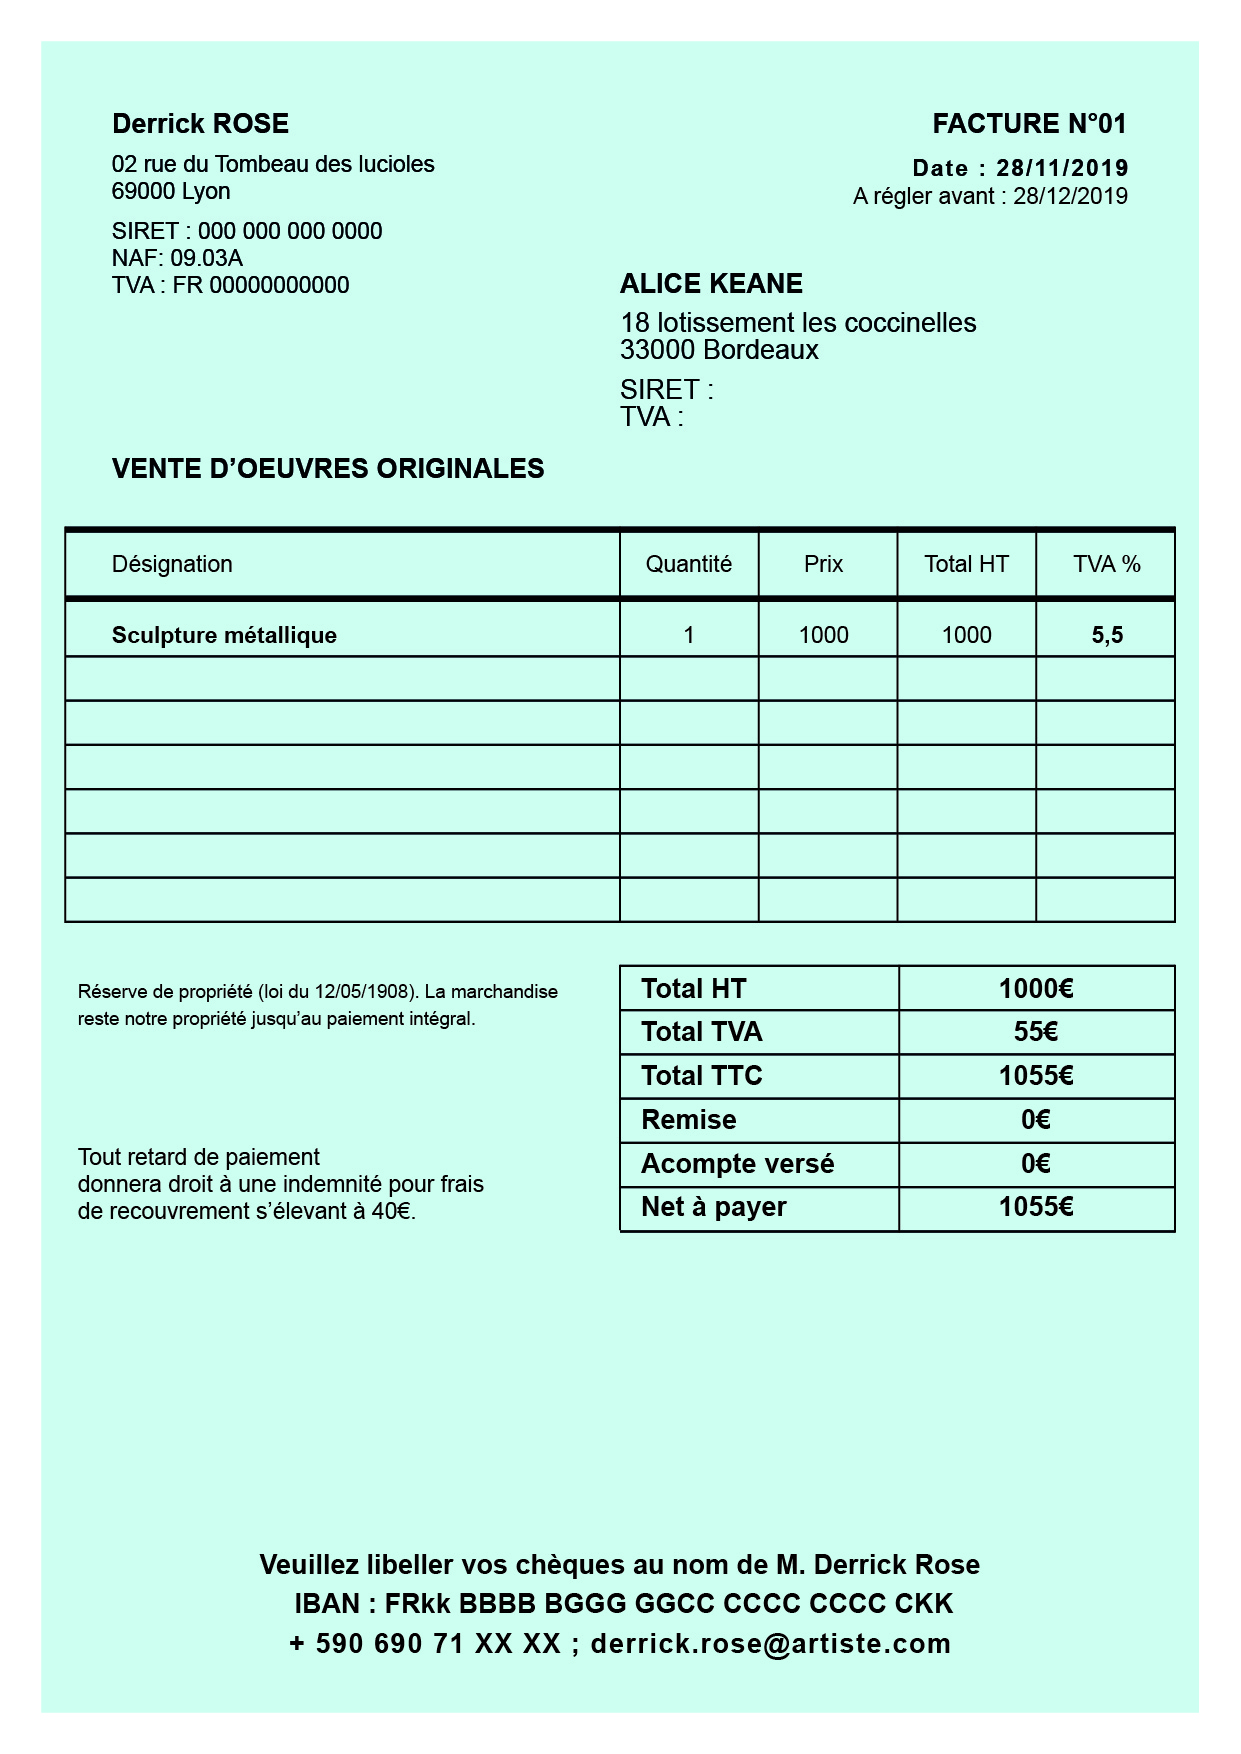 Derrick ROSE
02 rue du Tombeau des lucioles
69000 Lyon
SIRET : 000 000 000 0000
NAF: 09.03A
TVA : FR 00000000000
FACTURE N°01
Date : 28/11/2019
A régler avant : 28/12/2019
ALICE KEANE
18 lotissement les coccinelles
33000 Bordeaux
SIRET :
TVA :
VENTE D’OEUVRES ORIGINALES
Désignation Quantité Prix Total HT TVA %
Sculpture métallique 1 1000 1000 5,5
Réserve de propriété (loi du 12/05/1908). La marchandise
reste notre propriété jusqu’au paiement intégral.
Tout retard de paiement
donnera droit à une indemnité pour frais
de recouvrement s’élevant à 40€.
Total HT 1000€
Total TVA 55€
Total TTC 1055€
Remise 0€
Acompte versé 0€
Net à payer 1055€
Veuillez libeller vos chèques au nom de M. Derrick Rose
IBAN : FRkk BBBB BGGG GGCC CCCC CCCC CKK
+ 590 690 71 XX XX ; derrick.rose@artiste.com